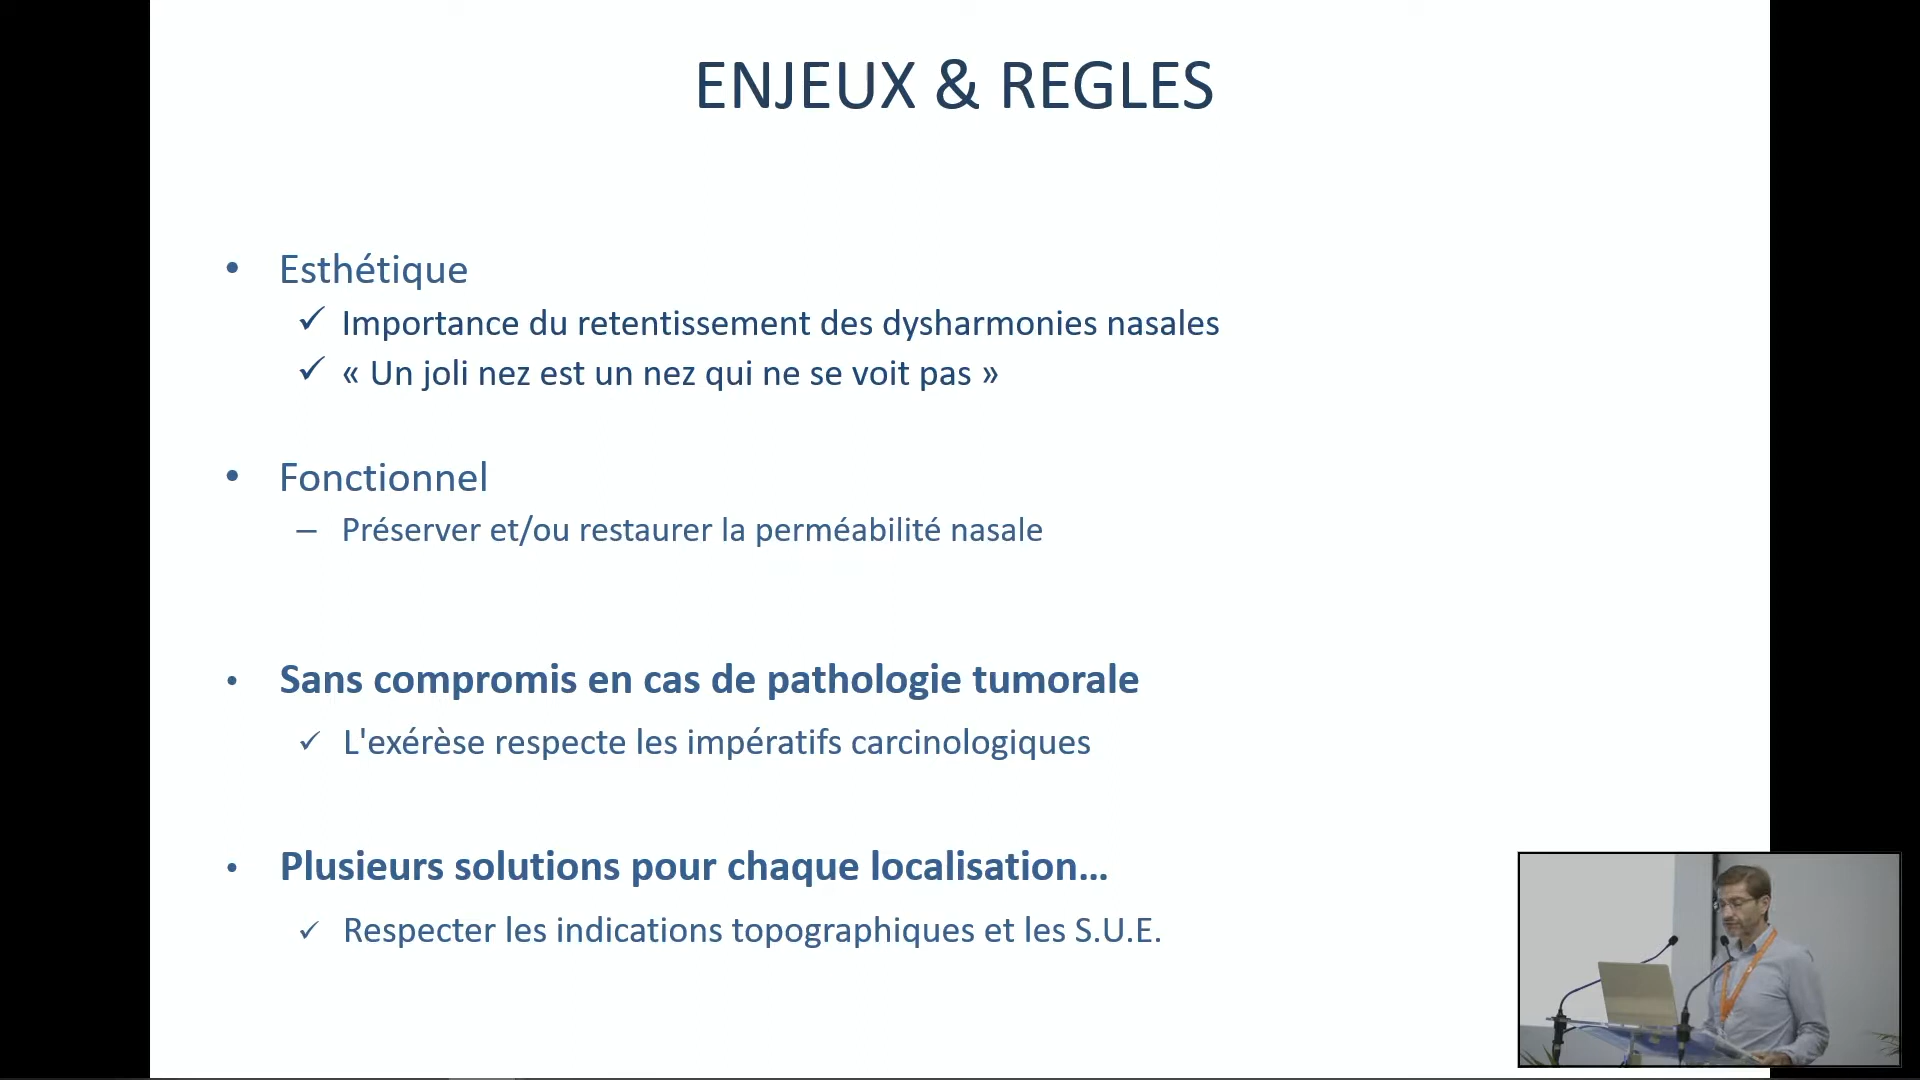 ENJEUX & REGLES
• Esthétique
✓ Importance du retentissement des dysharmonies nasales
✓ « Un joli nez est un nez qui ne se voit pas »
• Fonctionnel
– Préserver et/ou restaurer la perméabilité nasale
• Sans compromis en cas de pathologie tumorale
✓ L'exérèse respecte les impératifs carcinologiques
• Plusieurs solutions pour chaque localisation...
✓ Respecter les indications topographiques et les S.U.E.